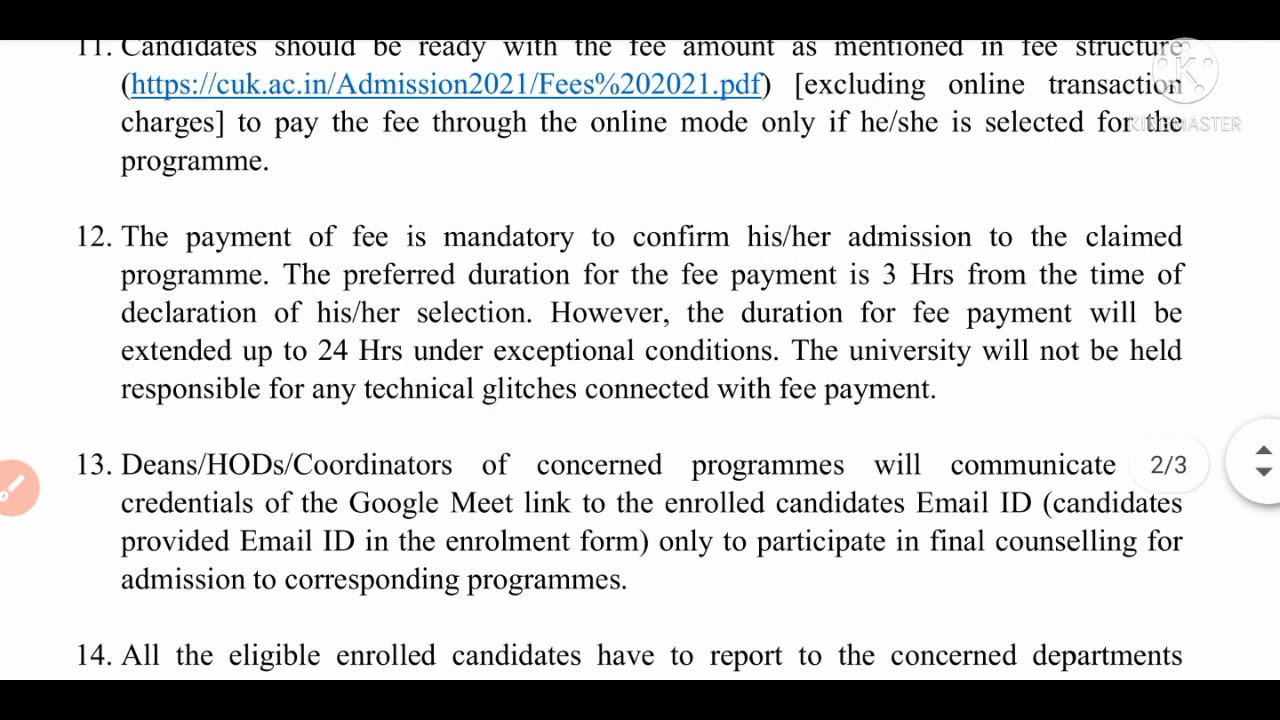 11. Candidates should be ready with the fee amount as mentioned in fee structure
(https://cuk.ac.in/Admission2021/Fees%202021.pdf) [excluding online transaction
charges] to pay the fee through the online mode only if he/she is selected for the
programme.
12. The payment of fee is mandatory to confirm his/her admission to the claimed
programme. The preferred duration for the fee payment is 3 Hrs from the time of
declaration of his/her selection. However, the duration for fee payment will be
extended up to 24 Hrs under exceptional conditions. The university will not be held
responsible for any technical glitches connected with fee payment.
13. Deans/HODs/Coordinators of concerned programmes will communicate
credentials of the Google Meet link to the enrolled candidates Email ID (candidates
provided Email ID in the enrolment form) only to participate in final counselling for
admission to corresponding programmes.
14. All the eligible enrolled candidates have to report to the concerned departments
K
KINEMASTER
2/3